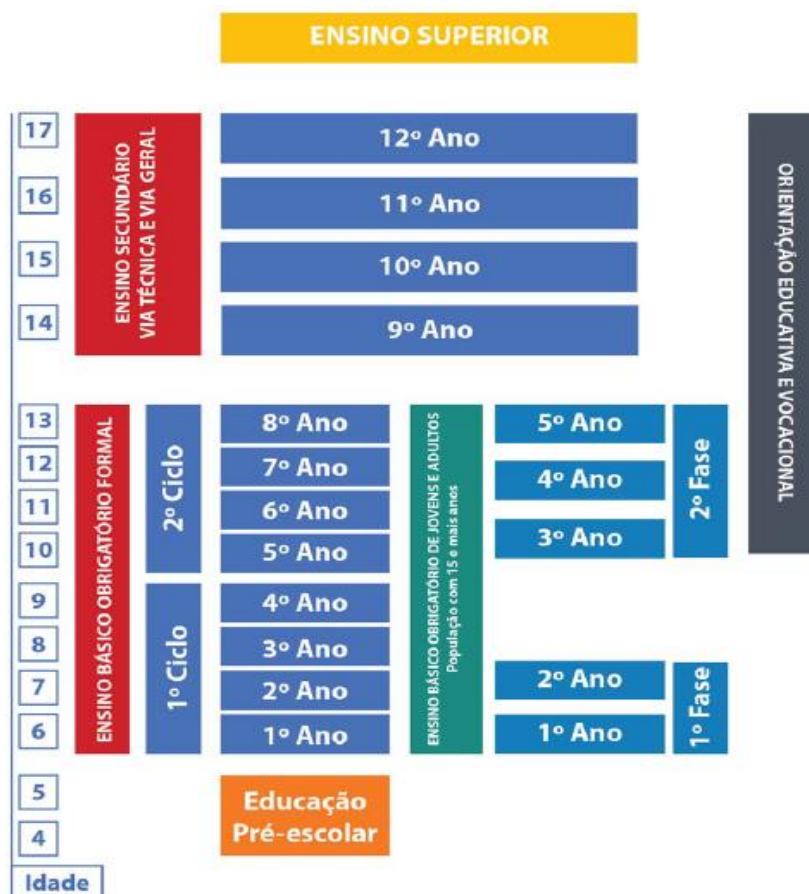 ENSINO SUPERIOR
17
ENSINO SECUNDÁRIO
VIA TÉCNICA E VIA GERAL
12º Ano
ORIENTAÇÃO EDUCATIVA E VOCACIONAL
16
11º Ano
15
10º Ano
14
9º Ano
13
ENSINO BÁSICO OBRIGATÓRIO FORMAL
2º Ciclo
8º Ano
ENSINO BÁSICO OBRIGATÓRIO DE JOVENS E ADULTOS
População com 15 e mais anos
5º Ano
2º Fase
12
7º Ano
4º Ano
11
6º Ano
10
5º Ano
3º Ano
9
1º Ciclo
4º Ano
8
3º Ano
7
2º Ano
2º Ano
1º Fase
6
1º Ano
1º Ano
5
Educação
Pré-escolar
4
Idade